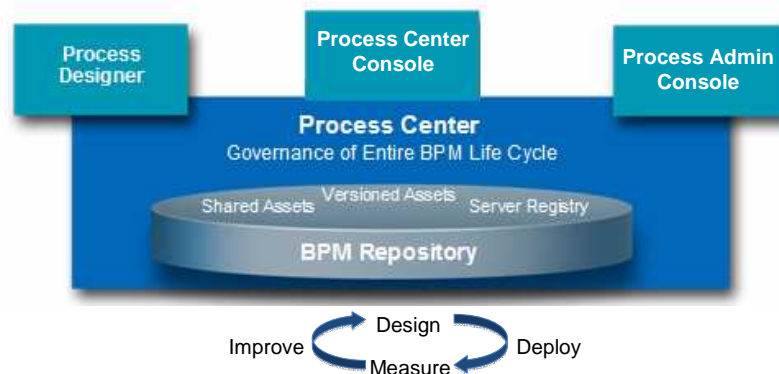 Process
Designer
Process Center
Console
Process Admin
Console
Process Center
Governance of Entire BPM Life Cycle
Shared Assets
Versioned Assets
Server Registry
BPM Repository
Design
Improve
Deploy
Measure